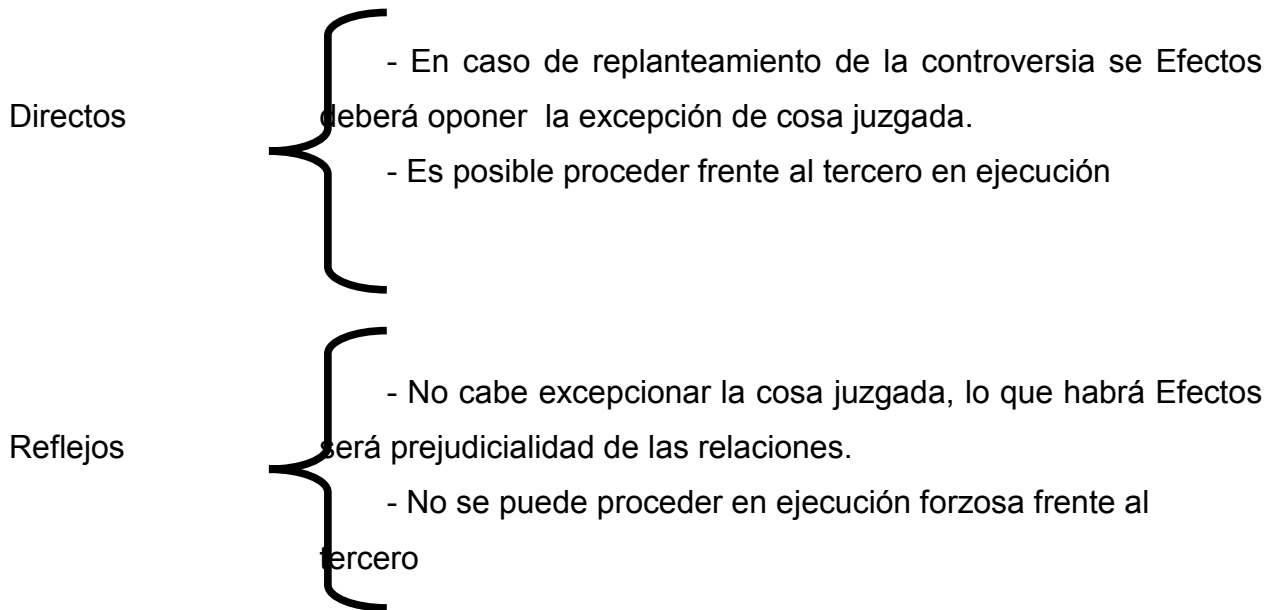 - En caso de replanteamiento de la controversia se Efectos
Directos deberá oponer la excepción de cosa juzgada.
- Es posible proceder frente al tercero en ejecución
- No cabe excepcionar la cosa juzgada, lo que habrá Efectos
Reflejos será prejudicialidad de las relaciones.
- No se puede proceder en ejecución forzosa frente al
tercero